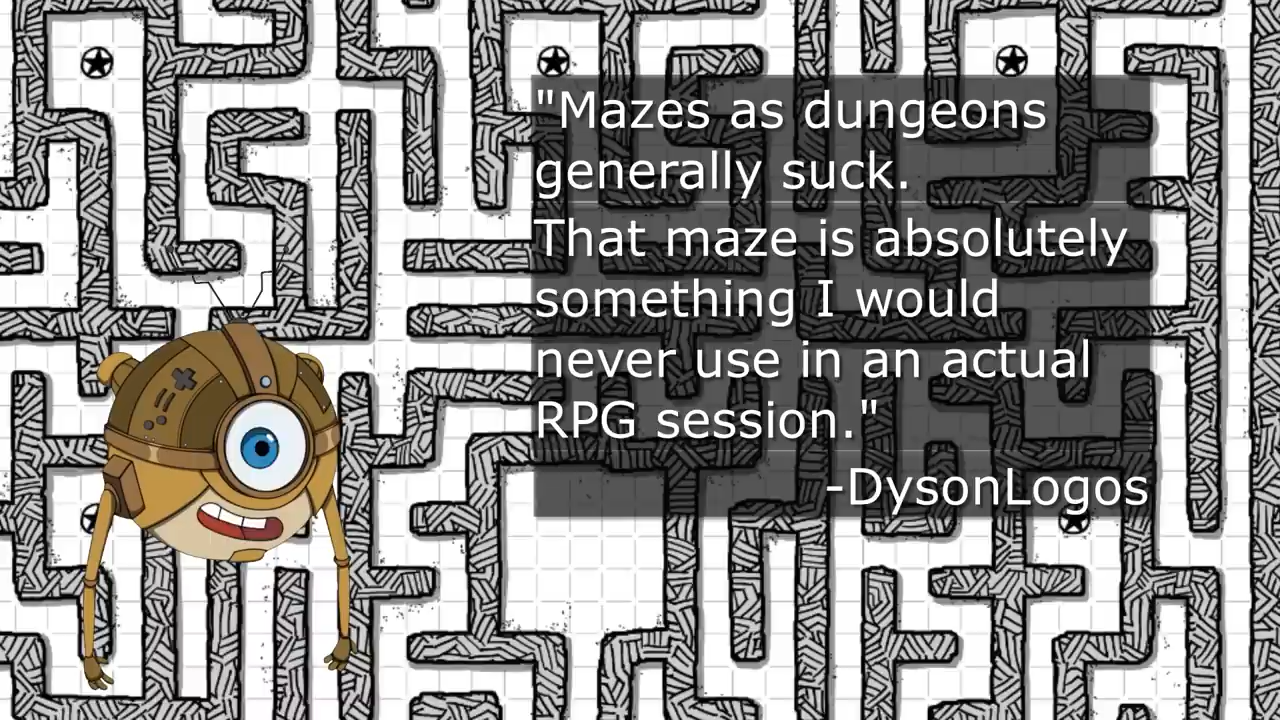 "Mazes as dungeons
generally suck.
That maze is absolutely
something I would
never use in an actual
RPG session."
-DysonLogos